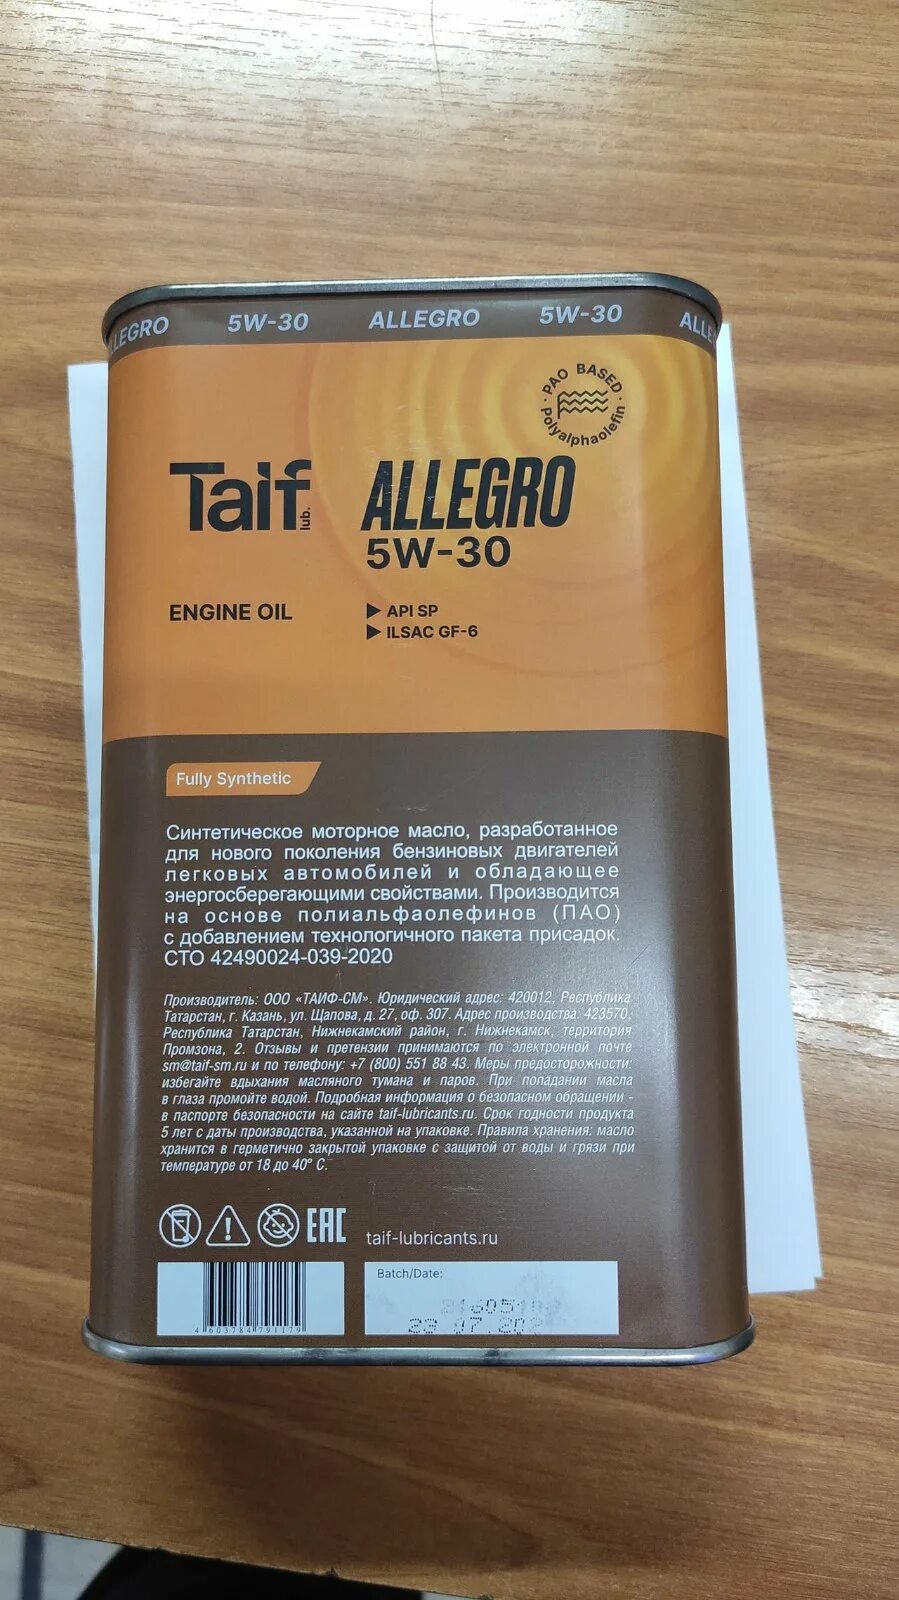 ALLEGRO 5W-30 ALLEGRO 5W-30 ALLE
PAO BASED
Polyalphaolefin
Taif lub.
ALLEGRO
5W-30
ENGINE OIL
API SP
ILSAC GF-6
Fully Synthetic
Синтетическое моторное масло, разработанное
для нового поколения бензиновых двигателей
легковых автомобилей и обладающее
энергосберегающими свойствами. Производится
на основе полиальфаолефинов (ПАО)
с добавлением технологичного пакета присадок.
СТО 42490024-039-2020
Производитель: ООО «ТАИФ-СМ». Юридический адрес: 420012, Республика
Татарстан, г. Казань, ул. Щапова, д. 27, оф. 307. Адрес производства: 423570,
Республика Татарстан, Нижнекамский район, г. Нижнекамск, территория
Промзона, 2. Отзывы и претензии принимаются по электронной почте
sm@taif-sm.ru и по телефону: +7 (800) 551 88 43. Меры предосторожности:
избегайте вдыхания масляного тумана и паров. При попадании масла
в глаза промойте водой. Подробная информация о безопасном обращении -
в паспорте безопасности на сайте taif-lubricants.ru. Срок годности продукта
5 лет с даты производства, указанной на упаковке. Правила хранения: масло
хранится в герметично закрытой упаковке с защитой от воды и грязи при
температуре от 18 до 40° С.
EAC
taif-lubricants.ru
Batch/Date:
4 603784 791179